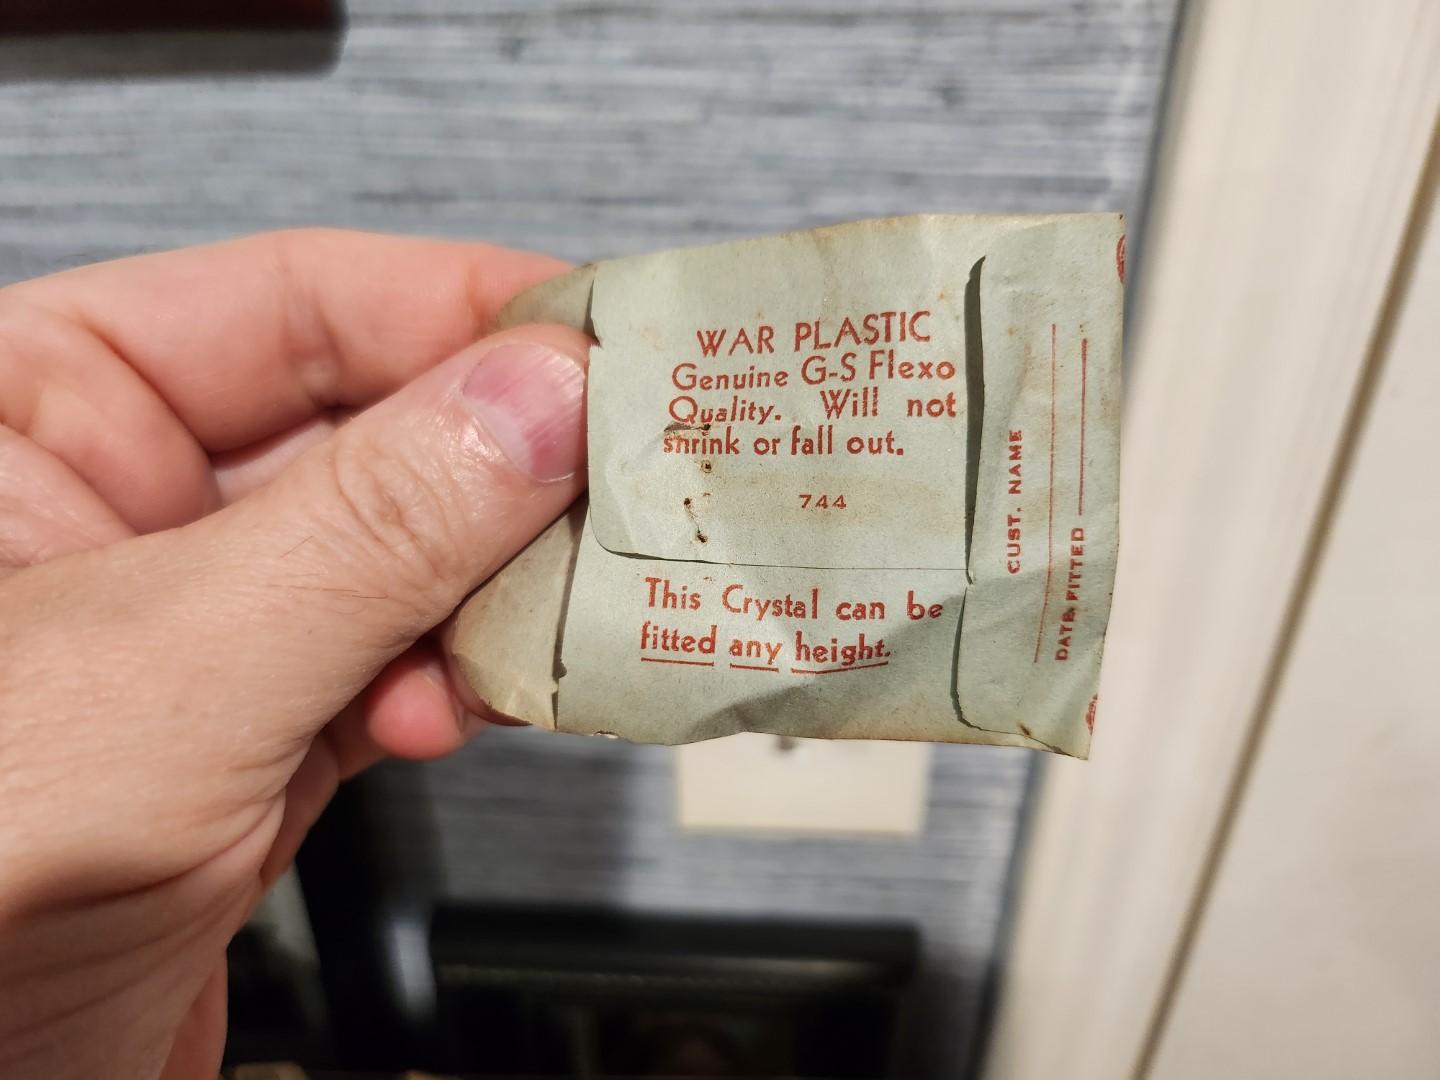 WAR PLASTIC
Genuine G-S Flexo
Quality. Will not
shrink or fall out.
744
This Crystal can be
fitted any height.
CUST. NAME
DATE FITTED